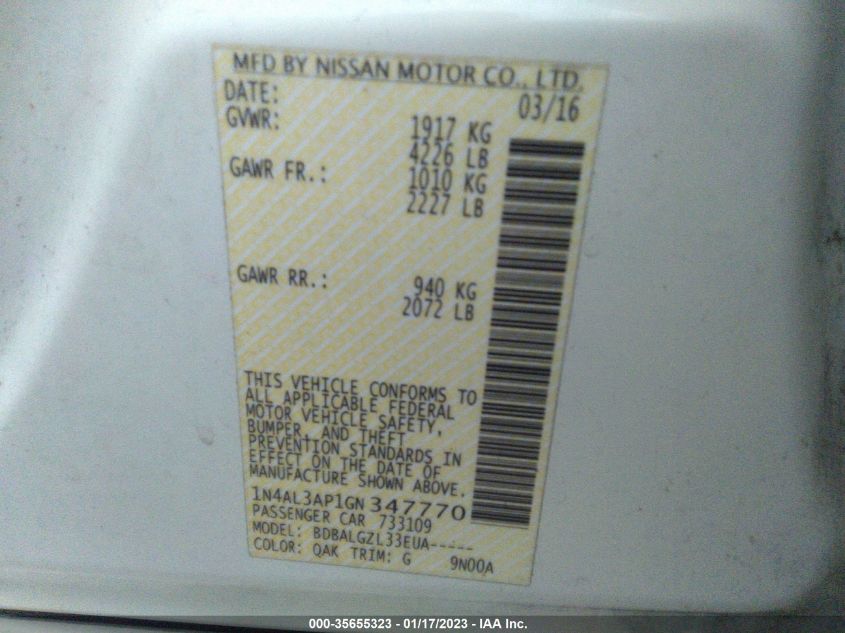 MFD BY NISSAN MOTOR CO., LTD.
DATE: 03/16
GVWR: 1917 KG
4226 LB
GAWR FR.: 1010 KG
2227 LB
GAWR RR.: 940 KG
2072 LB
THIS VEHICLE CONFORMS TO
ALL APPLICABLE FEDERAL
MOTOR VEHICLE SAFETY,
BUMPER, AND THEFT
PREVENTION STANDARDS IN
EFFECT ON THE DATE OF
MANUFACTURE SHOWN ABOVE.
1N4AL3AP1GN347770
PASSENGER CAR 733109
MODEL: BDBALGZL33EUA-----
COLOR: QAK TRIM: G 9N00A
000-35655323 - 01/17/2023 - IAA Inc.